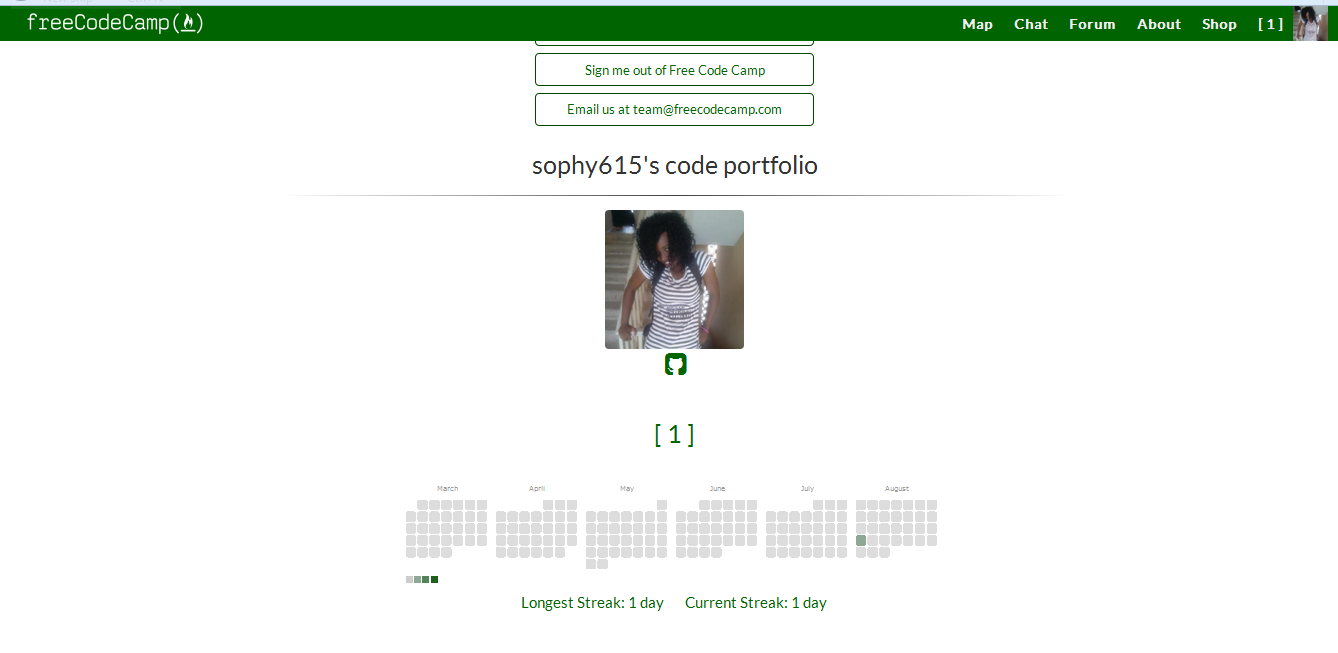 freeCodeCamp
Map Chat Forum About Shop [ 1 ]
Sign me out of Free Code Camp
Email us at team@freecodecamp.com
sophy615's code portfolio
[ 1 ]
March April May June July August
Longest Streak: 1 day Current Streak: 1 day